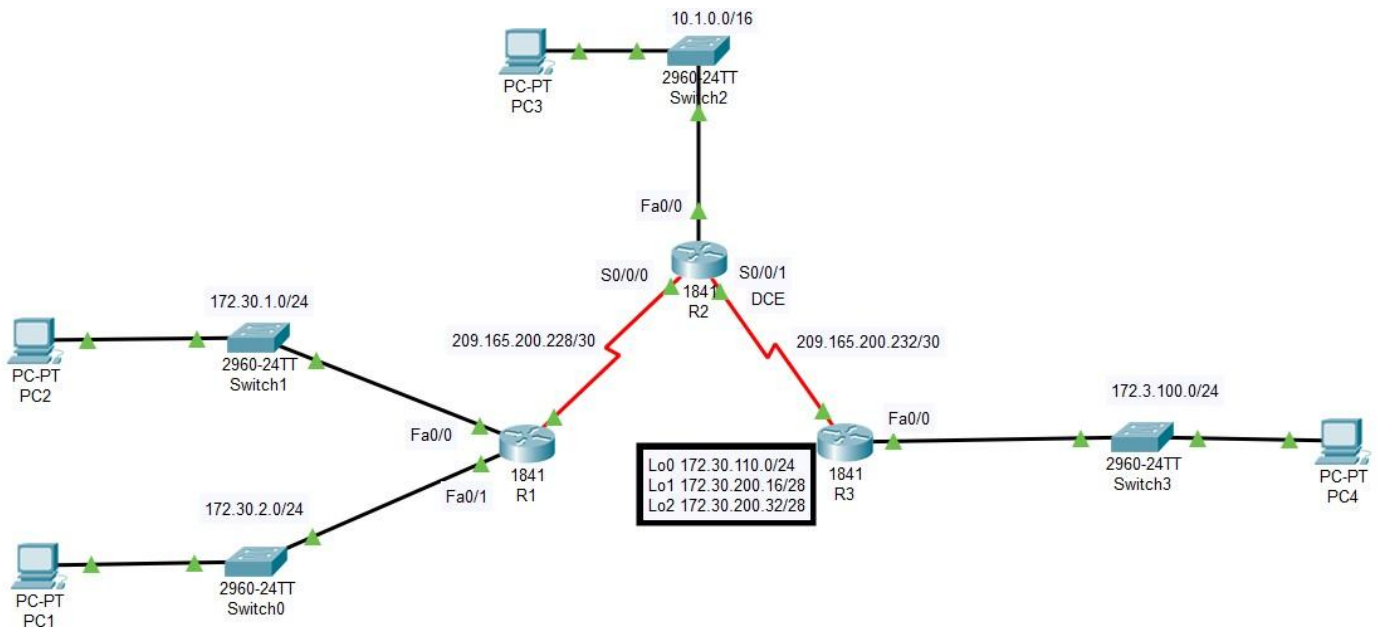 10.1.0.0/16
PC-PT
PC3
2960-24TT
Switch2
Fa0/0
S0/0/0
S0/0/1
DCE
1841
R2
172.30.1.0/24
PC-PT
PC2
2960-24TT
Switch1
209.165.200.228/30
209.165.200.232/30
Fa0/0
1841
R1
Fa0/1
172.30.2.0/24
PC-PT
PC1
2960-24TT
Switch0
Lo0 172.30.110.0/24
Lo1 172.30.200.16/28
Lo2 172.30.200.32/28
Fa0/0
1841
R3
172.3.100.0/24
2960-24TT
Switch3
PC-PT
PC4